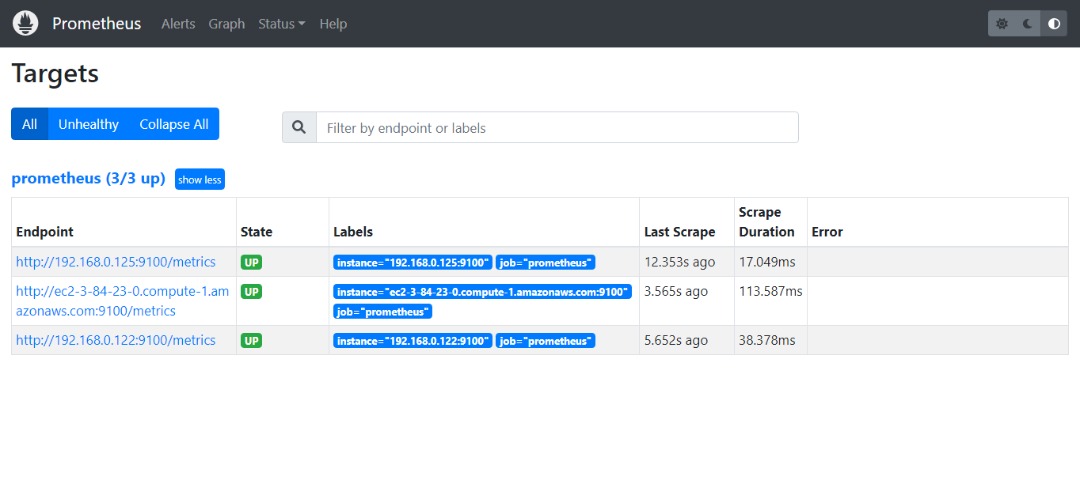 Prometheus Alerts Graph Status Help
Targets
All Unhealthy Collapse All
Filter by endpoint or labels
prometheus (3/3 up) show less
Endpoint State Labels Last Scrape Scrape Duration Error
http://192.168.0.125:9100/metrics UP instance="192.168.0.125:9100" job="prometheus" 12.353s ago 17.049ms
http://ec2-3-84-23-0.compute-1.am UP instance="ec2-3-84-23-0.compute-1.amazonaws.com:9100" 3.565s ago 113.587ms
azonaws.com:9100/metrics job="prometheus"
http://192.168.0.122:9100/metrics UP instance="192.168.0.122:9100" job="prometheus" 5.652s ago 38.378ms